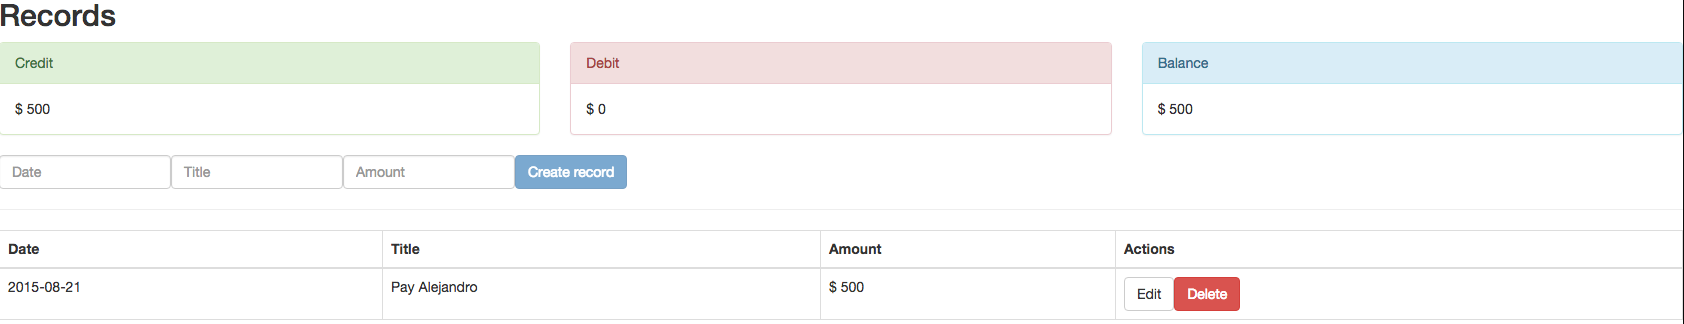 Records
Credit Debit Balance
$ 500 $ 0 $ 500
Date Title Amount Create record
Date Title Amount Actions
2015-08-21 Pay Alejandro $ 500 Edit Delete